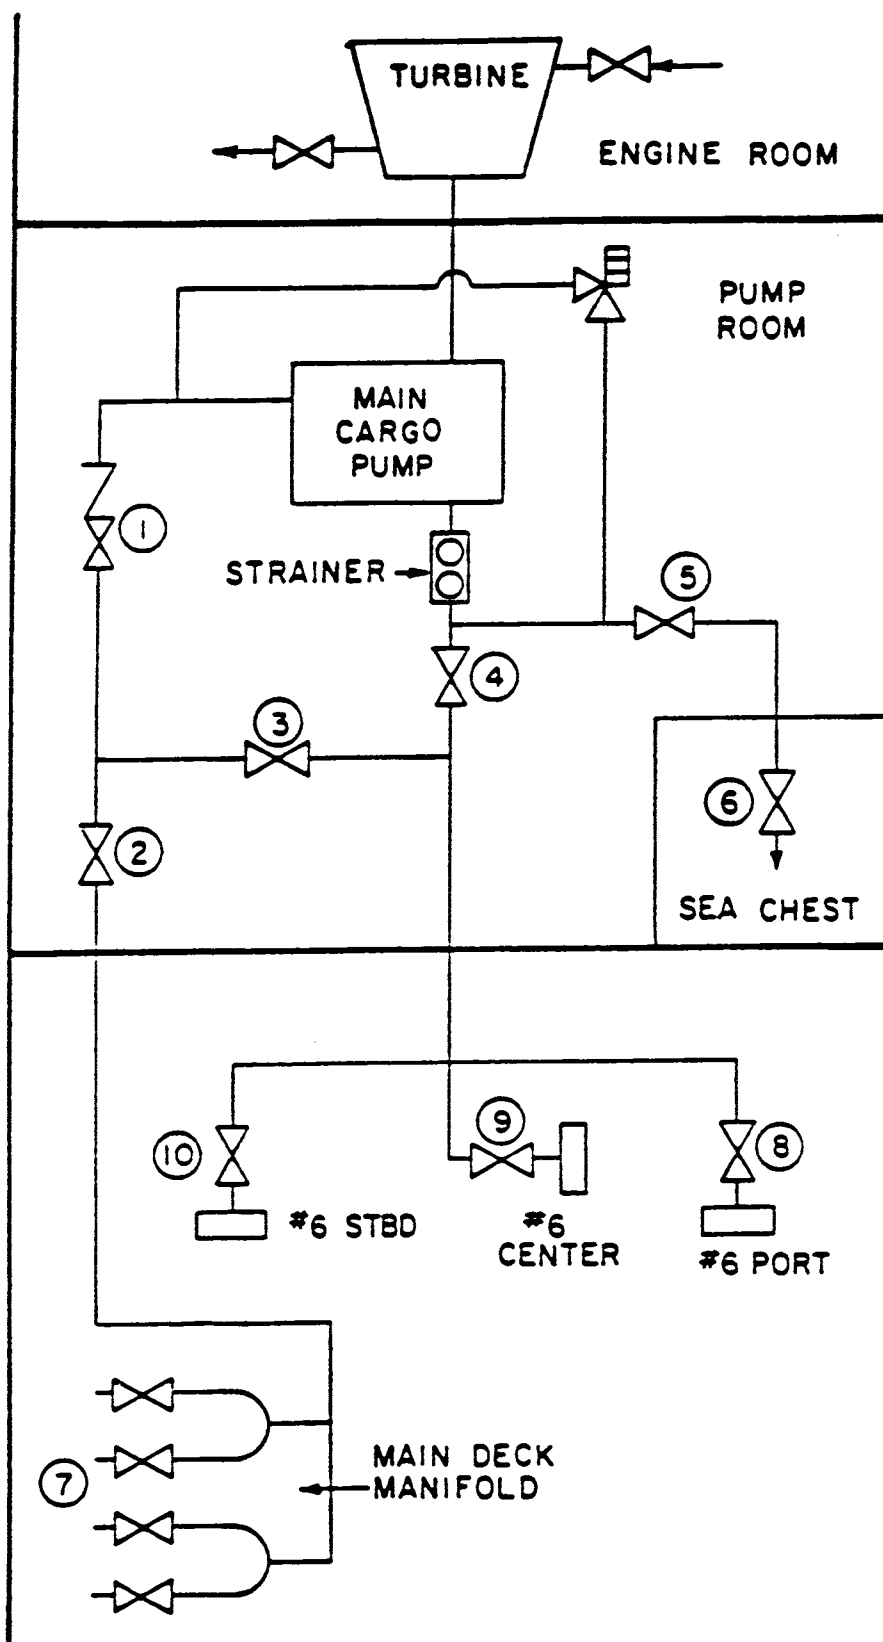 TURBINE
ENGINE ROOM
PUMP
ROOM
MAIN
CARGO
PUMP
1
STRAINER
5
4
3
6
2
SEA CHEST
9
10
8
#6 STBD
#6
CENTER
#6 PORT
MAIN DECK
MANIFOLD
7